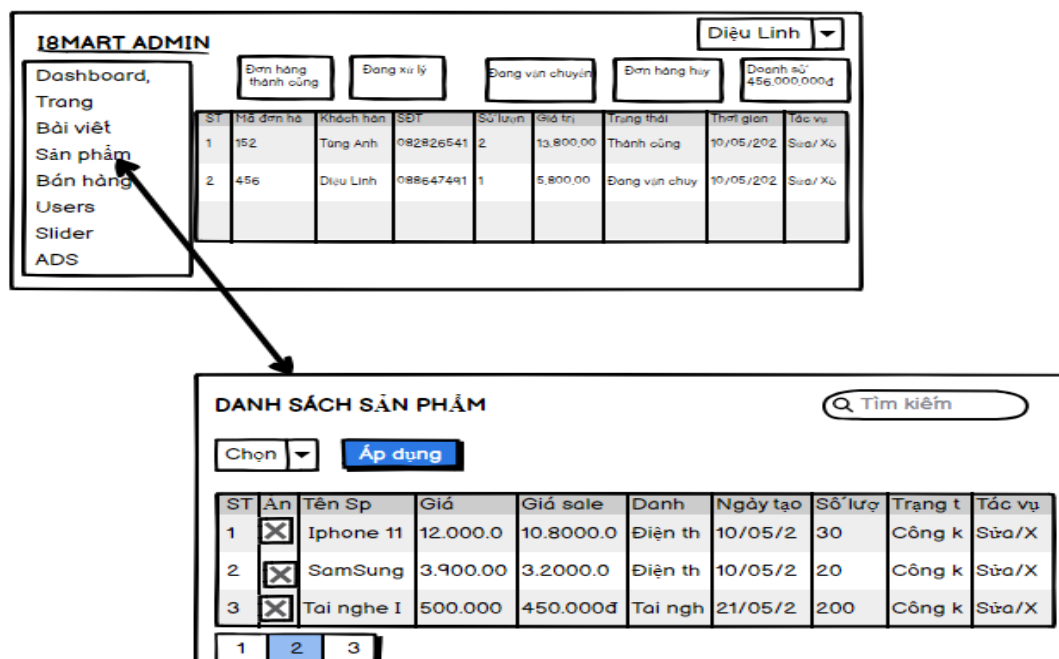 I8MART ADMIN
Diệu Linh
Dashboard,
Trang
Bài viêt
Sản phẩm
Bán hàng
Users
Slider
ADS
Đơn hàng
thành công
Đang xử lý
Đang vận chuyển
Đơn hàng hủy
Doanh số
456.000.000đ
ST Mã đơn hà Khách hàn SĐT Số lượn Giá trị Trạng thái Thời gian Tác vụ
1 152 Tùng Anh 082826541 2 13.800.00 Thành công 10/05/202 Sửa/ Xó
2 456 Diệu Linh 088647491 1 5.800.00 Đang vận chuy 10/05/202 Sửa/ Xó
DANH SÁCH SẢN PHẨM
Tìm kiếm
Chọn
Áp dụng
ST Ản Tên Sp Giá Giá sale Danh Ngày tạo Số lượ Trạng t Tác vụ
1 Iphone 11 12.000.0 10.8000.0 Điện th 10/05/2 30 Công k Sửa/X
2 SamSung 3.900.00 3.2000.0 Điện th 10/05/2 20 Công k Sửa/X
3 Tai nghe I 500.000 450.000đ Tai ngh 21/05/2 200 Công k Sửa/X
1 2 3